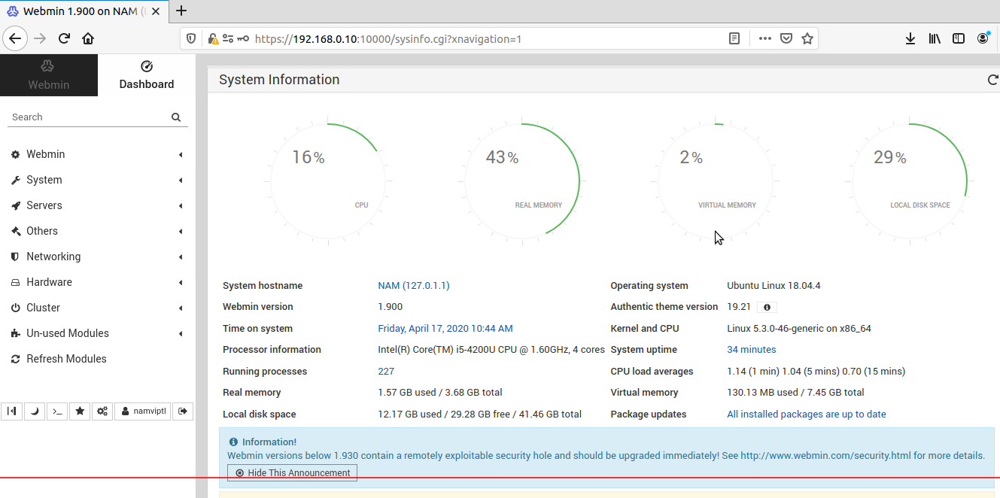 Webmin 1.900 on NAM (
https://192.168.0.10:10000/sysinfo.cgi?xnavigation=1
Webmin
Dashboard
Search
Webmin
System
Servers
Others
Networking
Hardware
Cluster
Un-used Modules
Refresh Modules
namviptl
System Information
16%
CPU
43%
REAL MEMORY
2%
VIRTUAL MEMORY
29%
LOCAL DISK SPACE
System hostname NAM (127.0.1.1) Operating system Ubuntu Linux 18.04.4
Webmin version 1.900 Authentic theme version 19.21
Time on system Friday, April 17, 2020 10:44 AM Kernel and CPU Linux 5.3.0-46-generic on x86_64
Processor information Intel(R) Core(TM) i5-4200U CPU @ 1.60GHz, 4 cores System uptime 34 minutes
Running processes 227 CPU load averages 1.14 (1 min) 1.04 (5 mins) 0.70 (15 mins)
Real memory 1.57 GB used / 3.68 GB total Virtual memory 130.13 MB used / 7.45 GB total
Local disk space 12.17 GB used / 29.28 GB free / 41.46 GB total Package updates All installed packages are up to date
Information!
Webmin versions below 1.930 contain a remotely exploitable security hole and should be upgraded immediately! See http://www.webmin.com/security.html for more details.
Hide This Announcement